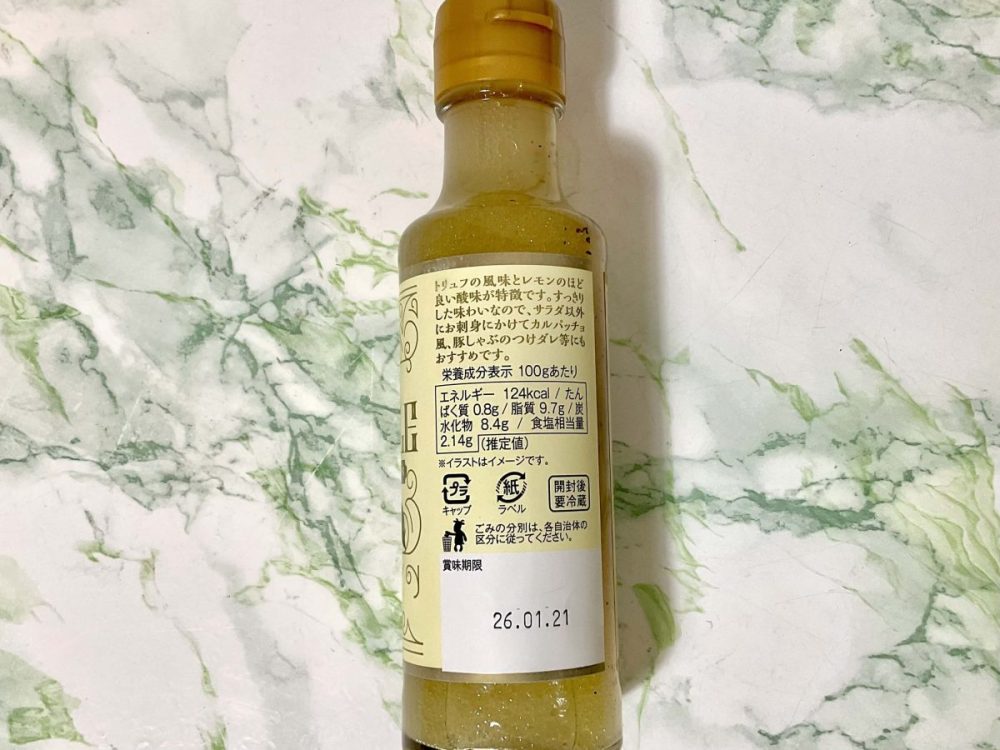 トリュフの風味とレモンのほど
良い酸味が特徴です。すっきり
した味わいなので、サラダ以外
にお刺身にかけてカルパッチョ
風、豚しゃぶのつけダレ等にも
おすすめです。
栄養成分表示 100gあたり
エネルギー 124kcal / たん
ぱく質 0.8g / 脂質 9.7g / 炭
水化物 8.4g / 食塩相当量
2.14g (推定値)
※イラストはイメージです。
プラ
キャップ
紙
ラベル
開封後
要冷蔵
ごみの分別は、各自治体の
区分に従ってください。
賞味期限
26.01.21